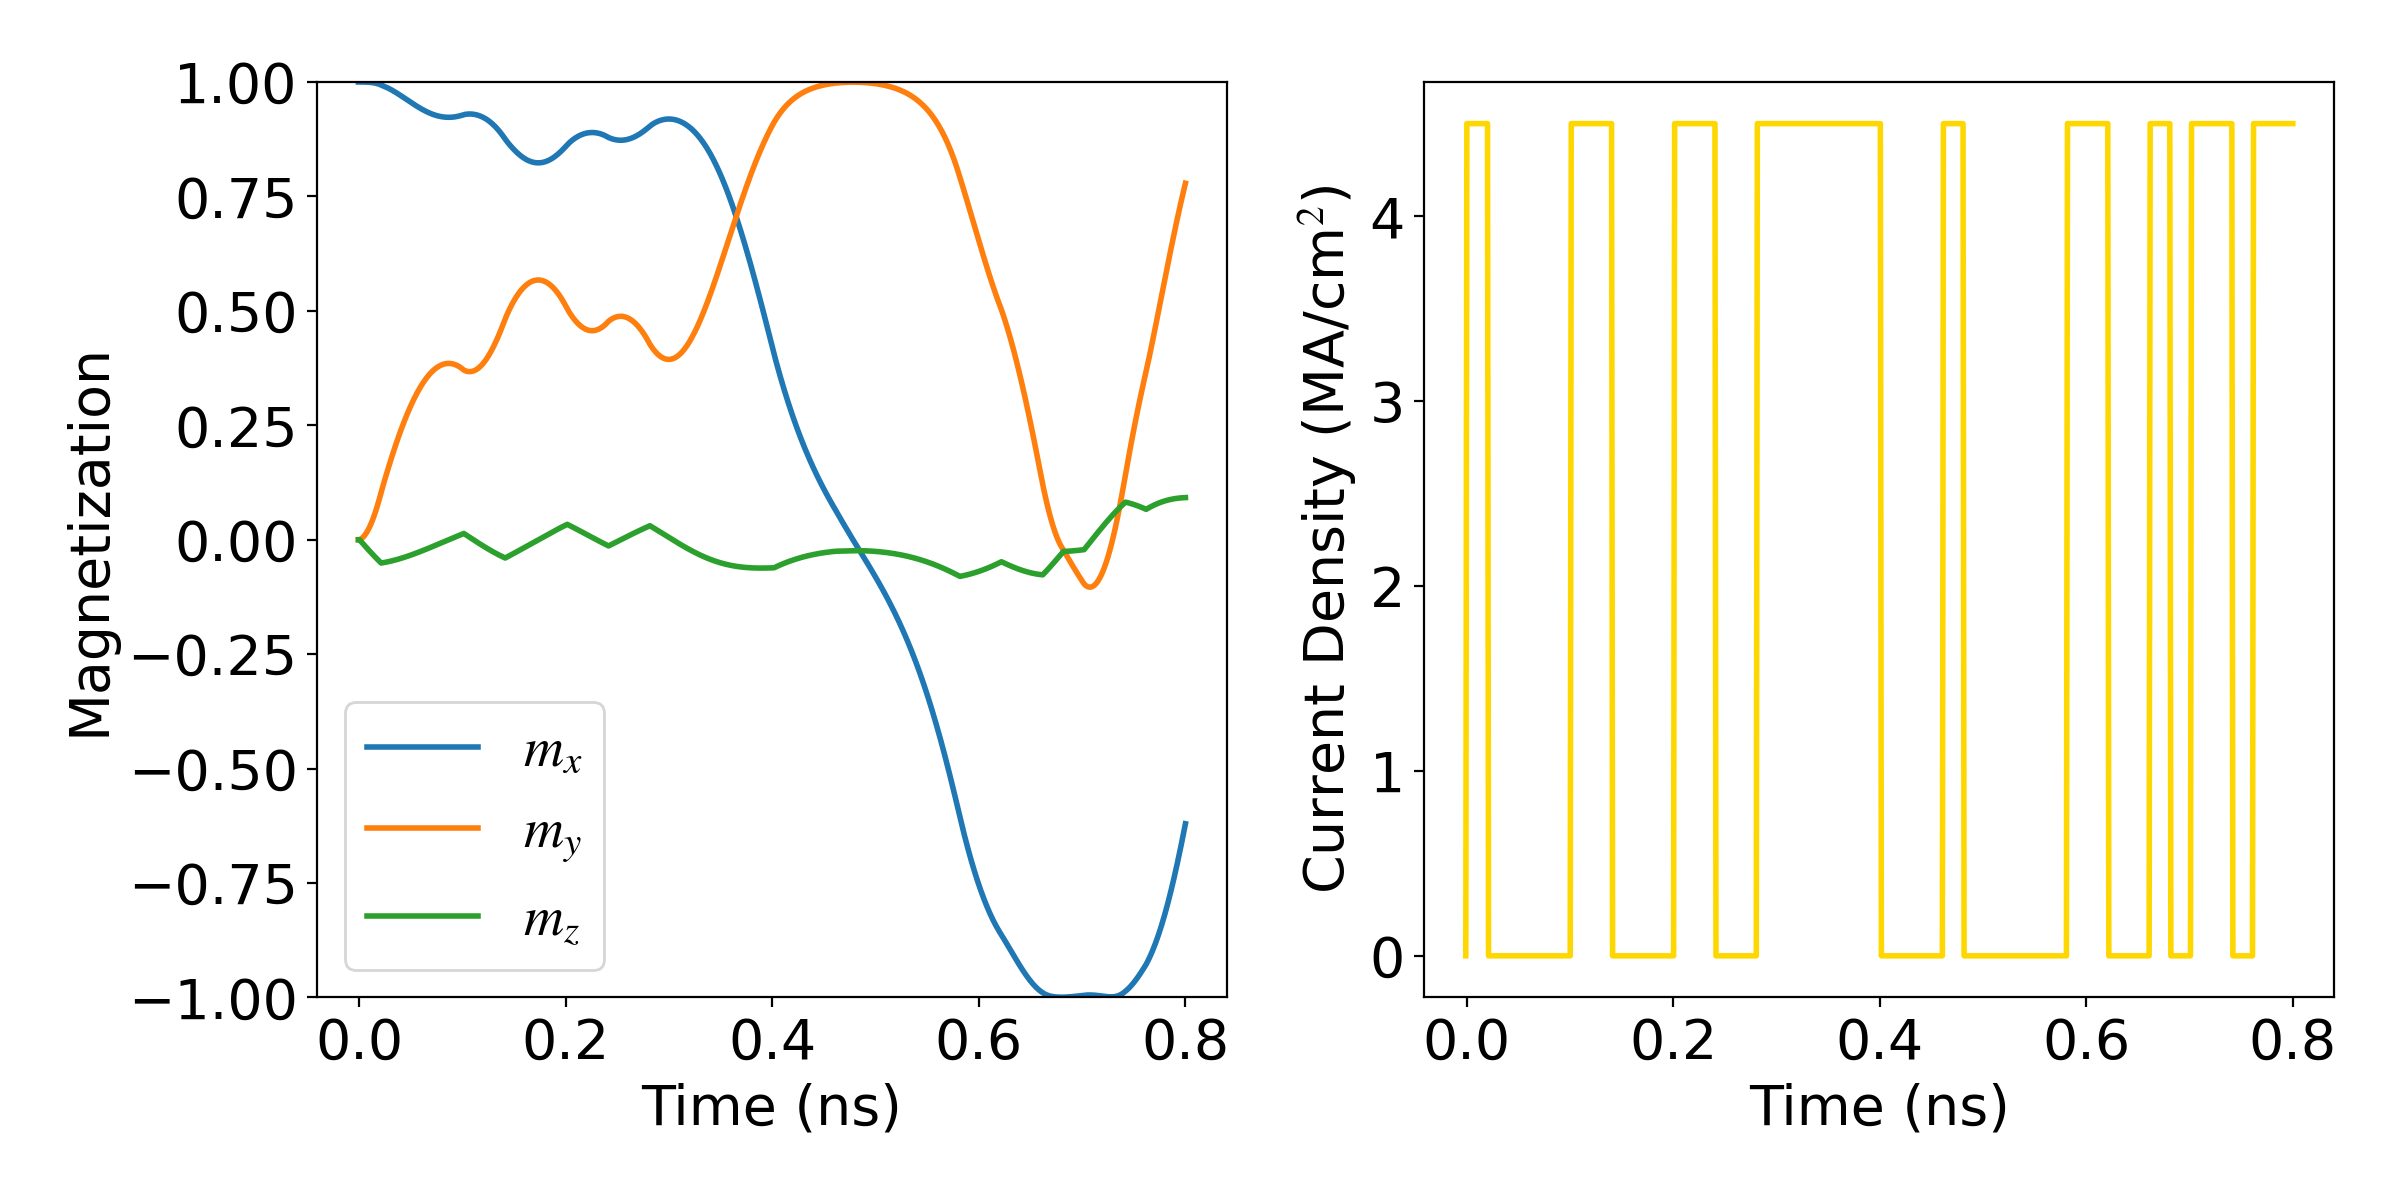 1.00
0.75
0.50
0.25
0.00
−0.25
−0.50
−0.75
−1.00
Magnetization
m_x
m_y
m_z
0.0 0.2 0.4 0.6 0.8
Time (ns)
4
3
2
1
0
Current Density (MA/cm²)
0.0 0.2 0.4 0.6 0.8
Time (ns)